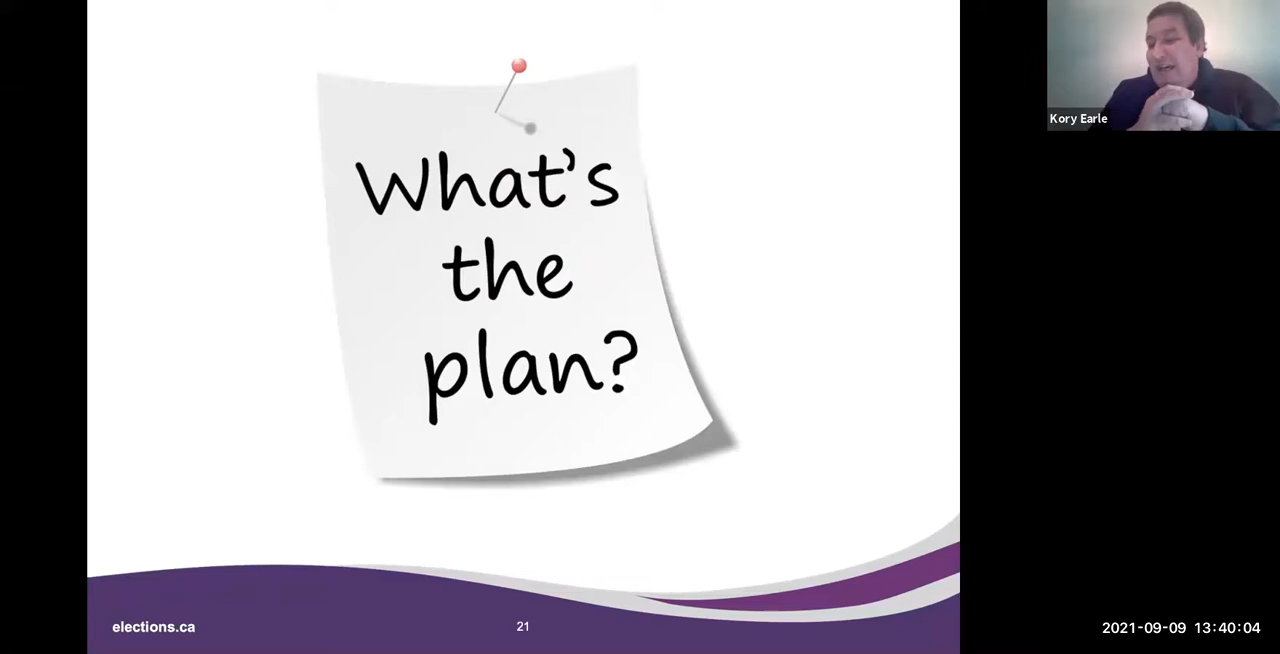 What's
the
plan?
Kory Earle
elections.ca
21
2021-09-09 13:40:04